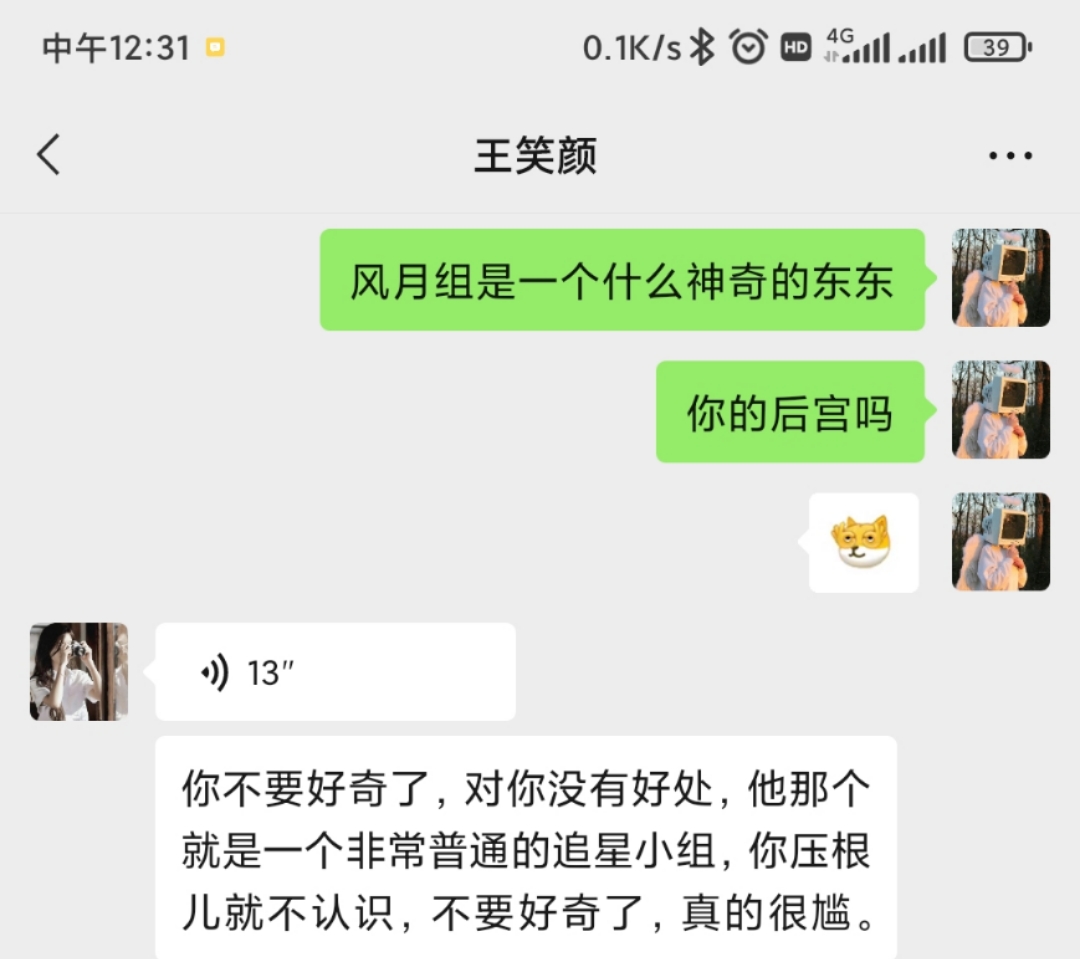 中午12:31 0.1K/s HD 4G 39
王笑颜
风月组是一个什么神奇的东东
你的后宫吗
13″
你不要好奇了，对你没有好处，他那个
就是一个非常普通的追星小组，你压根
儿就不认识，不要好奇了，真的很尴。